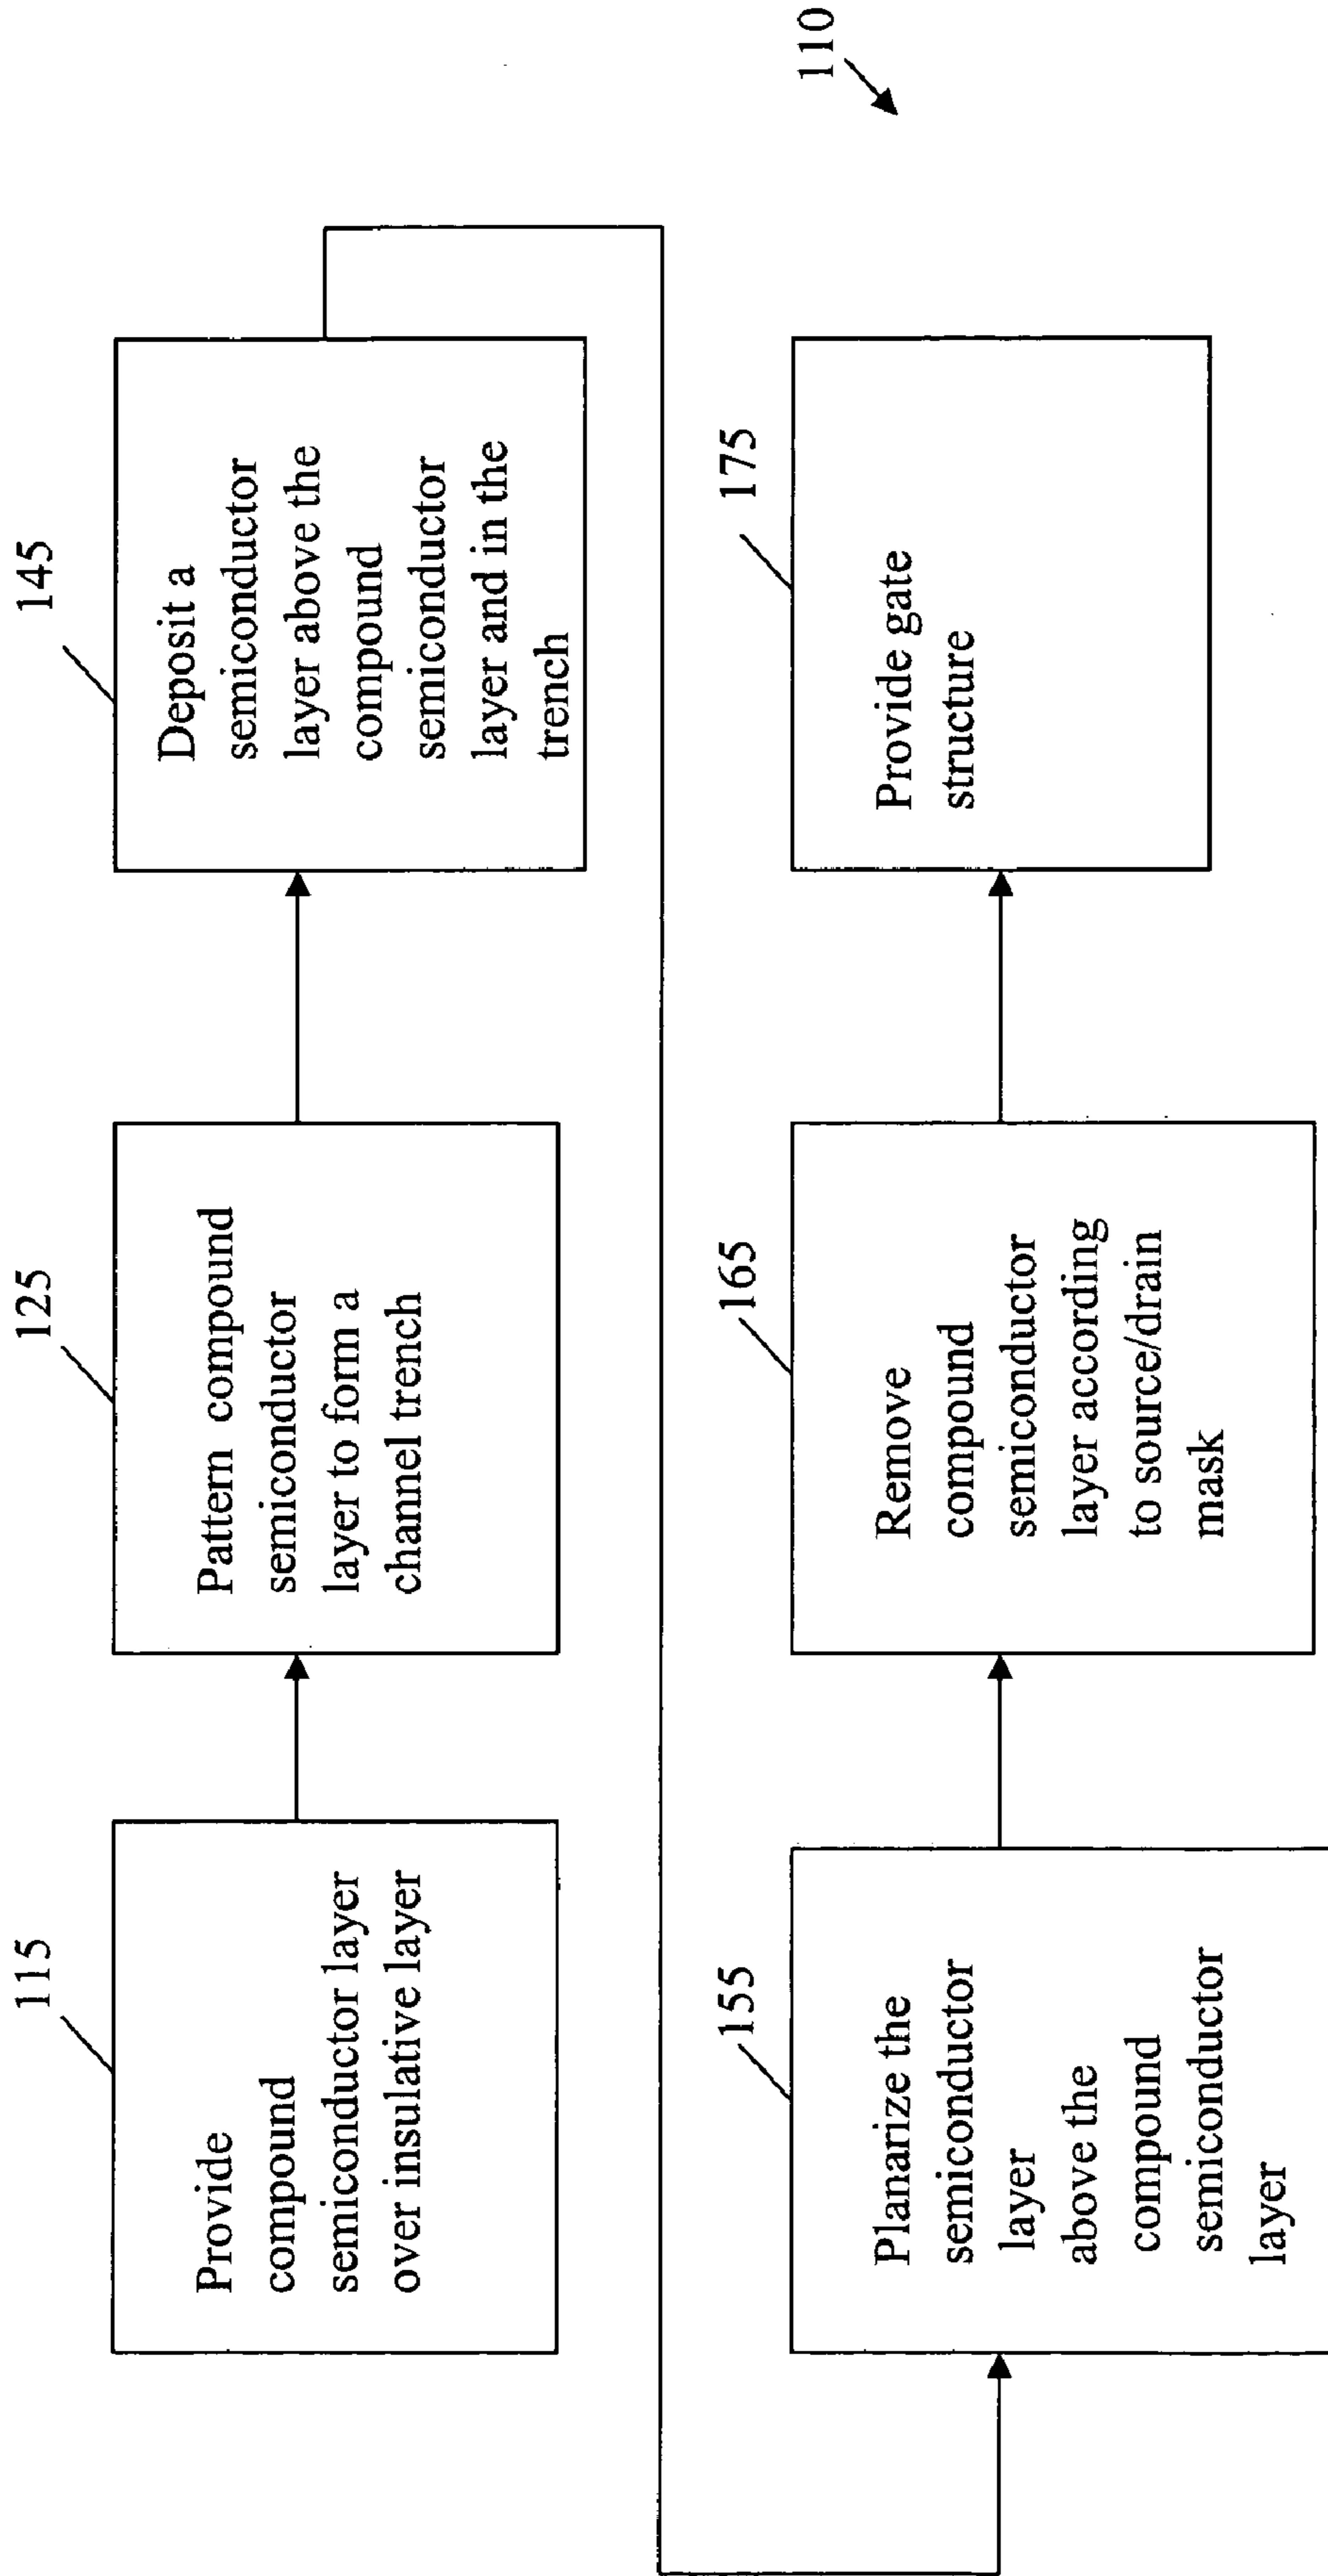 115
Provide
compound
semiconductor layer
over insulative layer
125
Pattern compound
semiconductor
layer to form a
channel trench
145
Deposit a
semiconductor
layer above the
compound
semiconductor
layer and in the
trench
155
Planarize the
semiconductor
layer
above the
compound
semiconductor
layer
165
Remove
compound
semiconductor
layer according
to source/drain
mask
175
Provide gate
structure
110